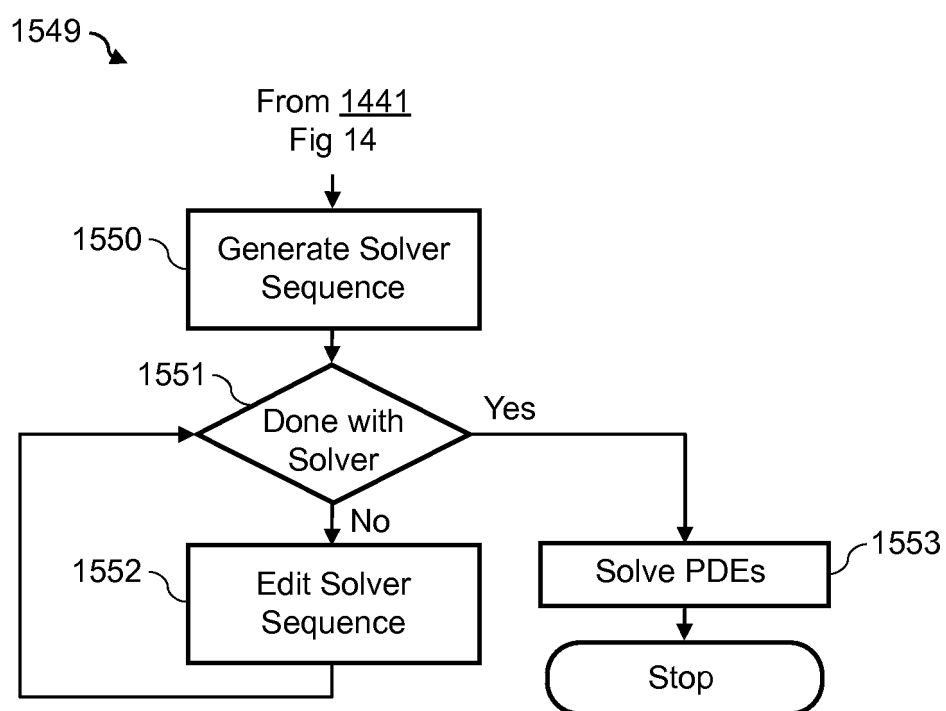 1549
From 1441
Fig 14
1550
Generate Solver
Sequence
1551
Done with
Solver
Yes
No
1552
Edit Solver
Sequence
Solve PDEs
1553
Stop